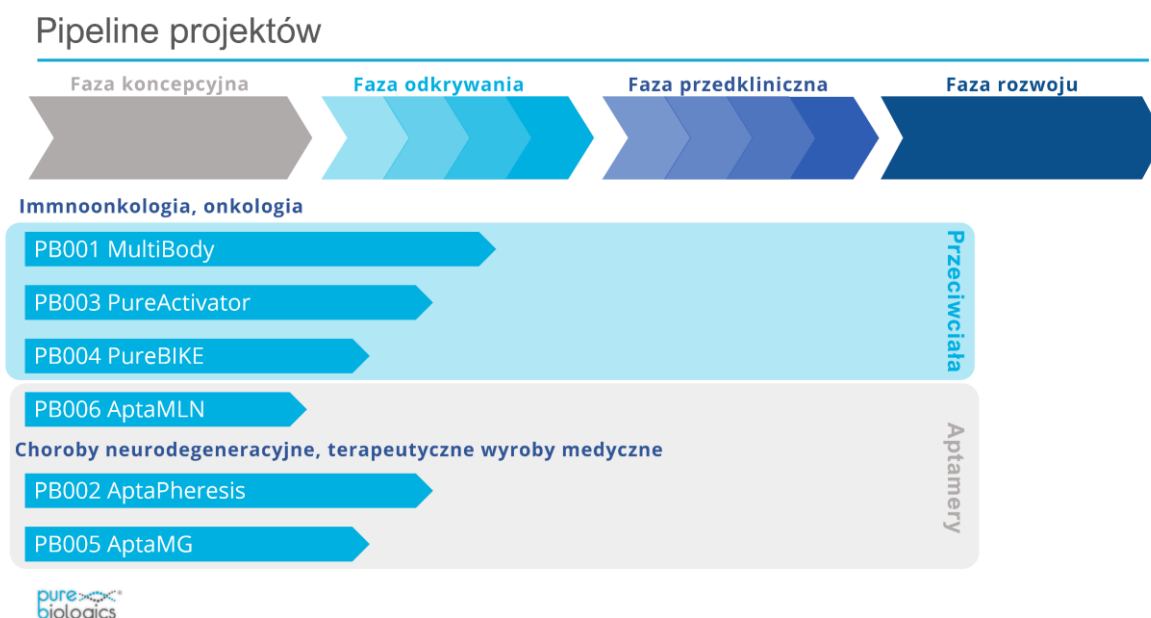 Pipeline projektów
Faza koncepcyjna
Faza odkrywania
Faza przedkliniczna
Faza rozwoju
Immnoonkologia, onkologia
PB001 MultiBody
PB003 PureActivator
PB004 PureBIKE
Przeciwciała
PB006 AptaMLN
Choroby neurodegeneracyjne, terapeutyczne wyroby medyczne
PB002 AptaPheresis
PB005 AptaMG
Aptamery
pure
biologics